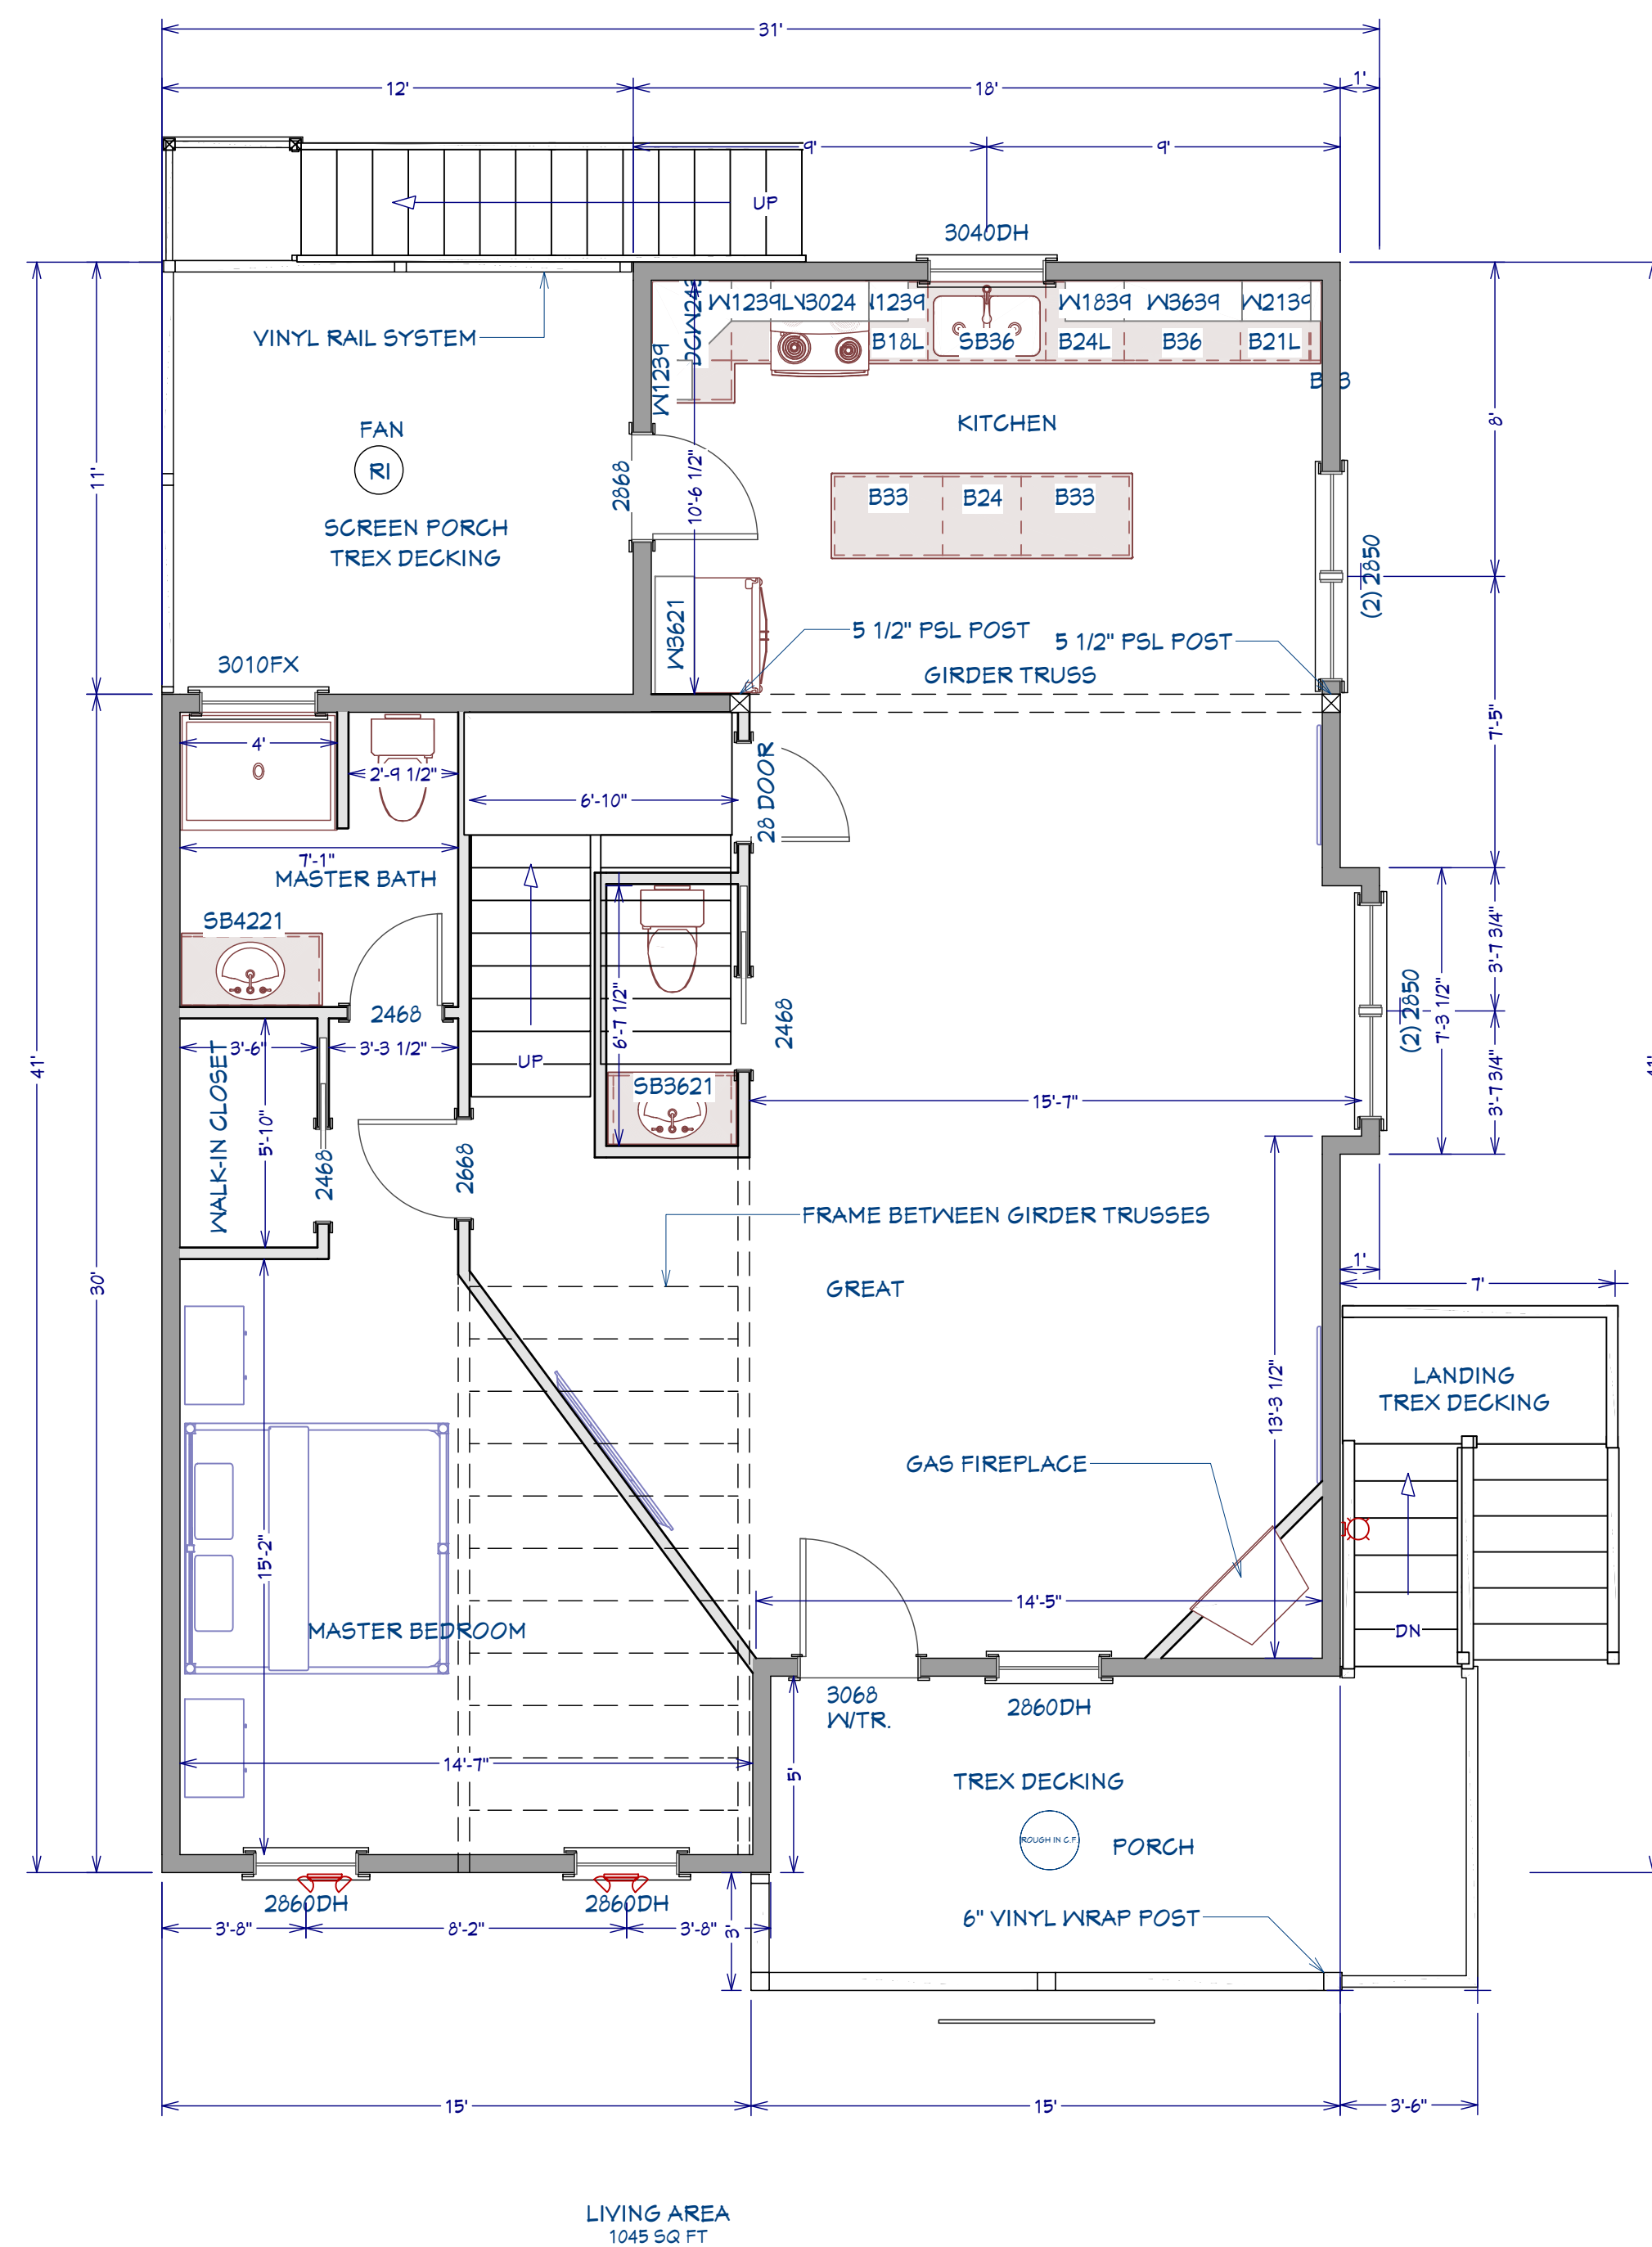 31'
12'
18'
1'
9'
9'
UP
3040DH
VINYL RAIL SYSTEM
W1239
W1839
W3639
B18L
SB36
B24L
B36
B21L
W1239
KITCHEN
8'
FAN
RI
11'
2868
10'-6 1/2"
B33
B24
B33
SCREEN PORCH
TREX DECKING
(2) 2850
W3621
5 1/2" PSL POST
5 1/2" PSL POST
GIRDER TRUSS
3010FX
7'-5"
4'
2'-9 1/2"
6'-10"
28 DOOR
7'-1"
MASTER BATH
SB4221
3'-7 3/4"
2468
6'-7 1/2"
2468
(2) 2850
7'-3 1/2"
3'-6"
3'-3 1/2"
UP
41'
SB3621
15'-7"
3'-7 3/4"
WALK-IN CLOSET
5'-10"
2468
2668
FRAME BETWEEN GIRDER TRUSSES
1'
30'
GREAT
7'
LANDING
TREX DECKING
13'-3 1/2"
GAS FIREPLACE
15'-2"
14'-5"
MASTER BEDROOM
DN
3068
W/TR.
2860DH
14'-7"
5'
TREX DECKING
ROUGH IN C.F.
PORCH
2860DH
2860DH
6" VINYL WRAP POST
3'-8"
8'-2"
3'-8"
3'
15'
15'
3'-6"
LIVING AREA
1045 SQ FT